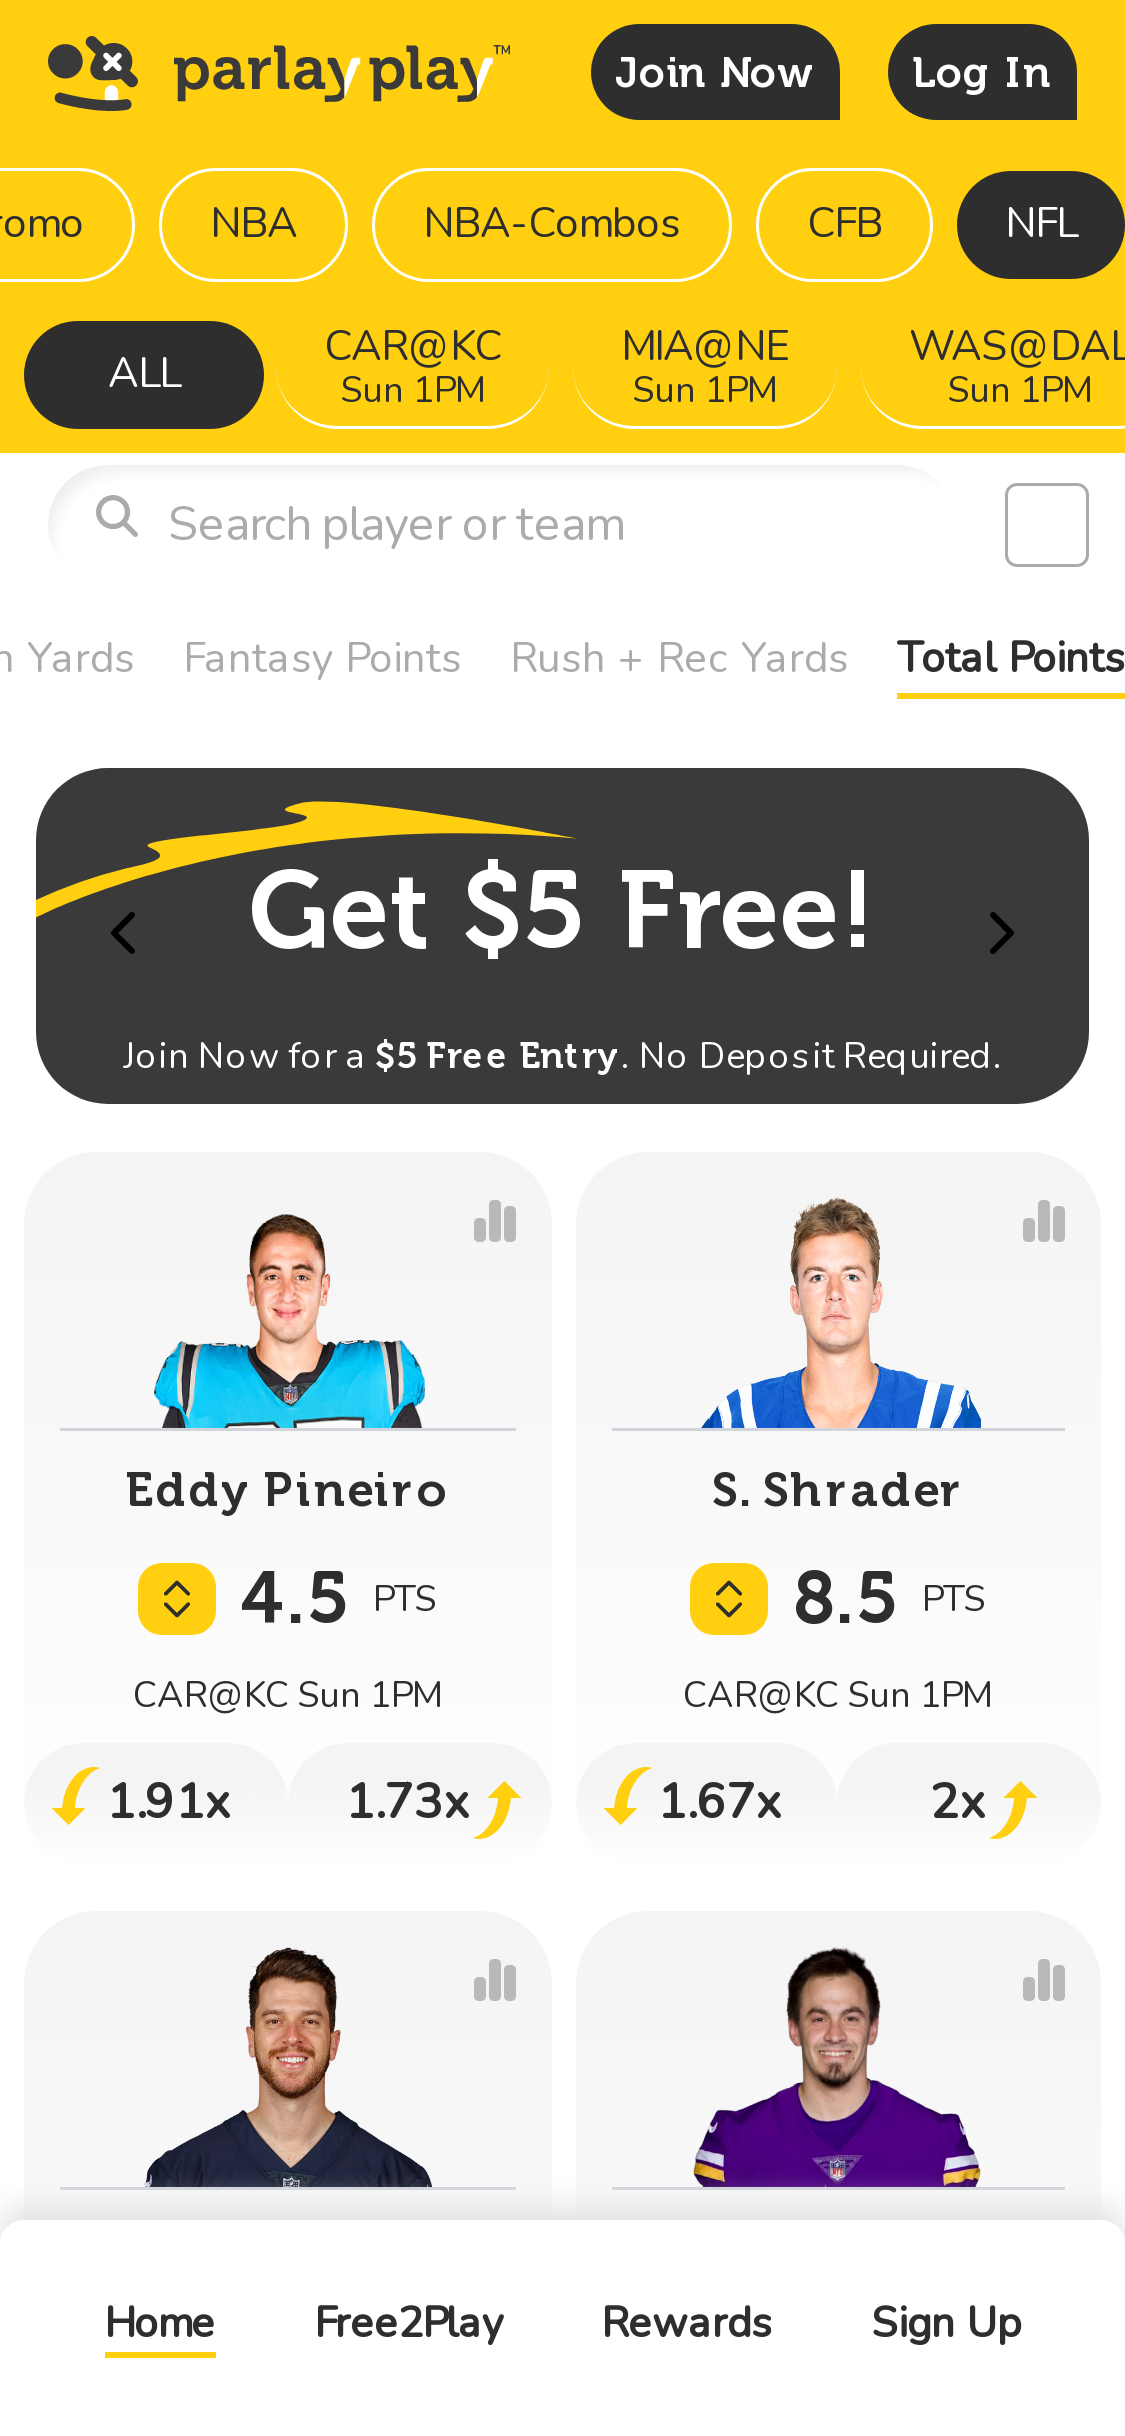 parlay play™
Join Now
Log In
romo
NBA
NBA-Combos
CFB
NFL
ALL
CAR@KC
Sun 1PM
MIA@NE
Sun 1PM
WAS@DAL
Sun 1PM
Search player or team
n Yards
Fantasy Points
Rush + Rec Yards
Total Points
Get $5 Free!
Join Now for a $5 Free Entry. No Deposit Required.
Eddy Pineiro
4.5 PTS
CAR@KC Sun 1PM
1.91x
1.73x
S. Shrader
8.5 PTS
CAR@KC Sun 1PM
1.67x
2x
Home
Free2Play
Rewards
Sign Up